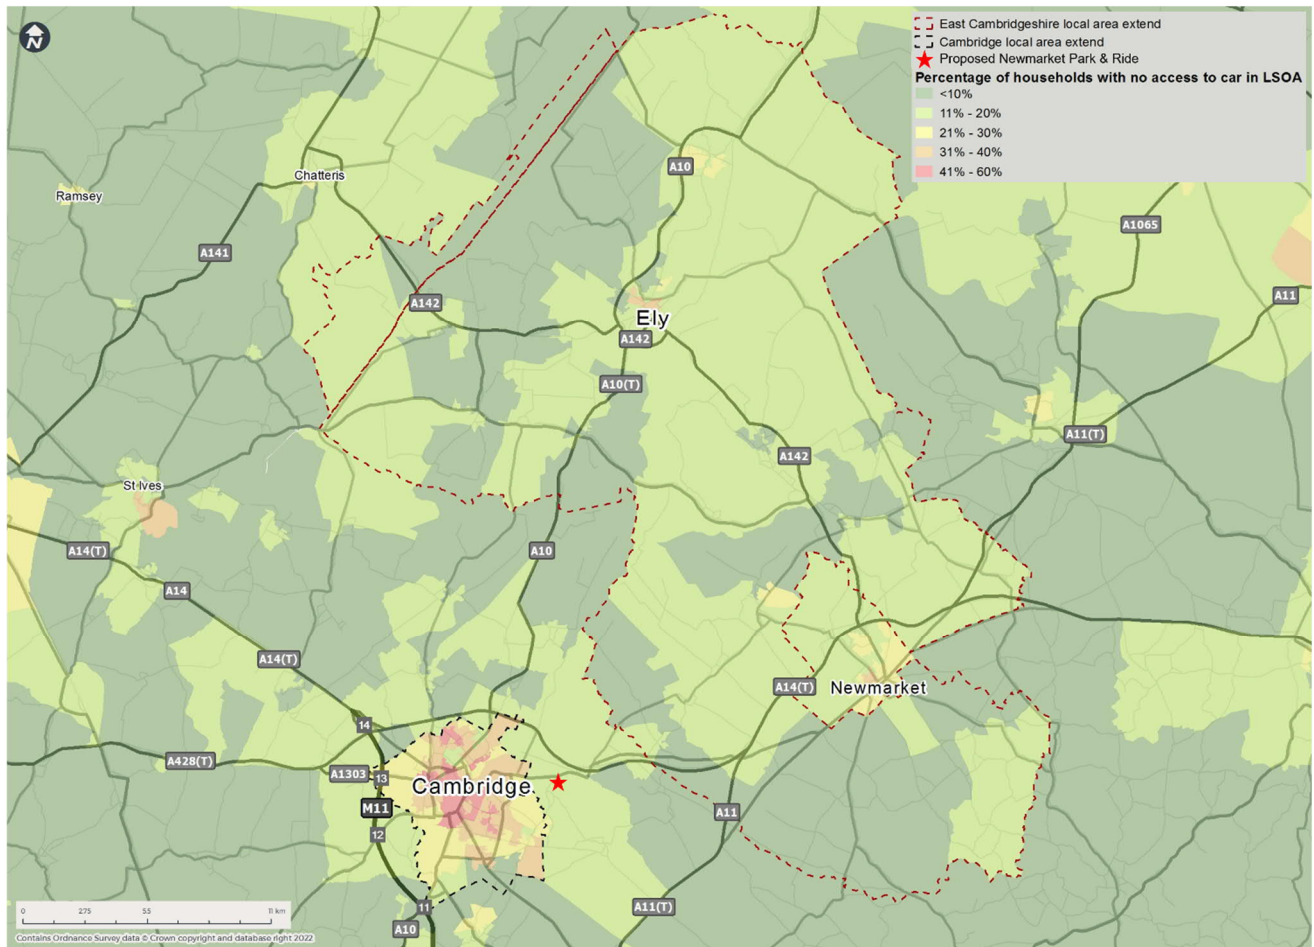 N
East Cambridgeshire local area extend
Cambridge local area extend
Proposed Newmarket Park & Ride
Percentage of households with no access to car in LSOA
<10%
11% - 20%
21% - 30%
31% - 40%
41% - 60%
A10
Chatteris
Ramsey
A1065
A141
A11
A142
Ely
A142
A10(T)
A11(T)
A142
St Ives
A14(T)
A10
A14
A14(T)
A14(T)
Newmarket
14
A428(T)
A1303
13
Cambridge
M11
A11
12
11
A11(T)
A10
0 275 55 11 km
Contains Ordnance Survey data © Crown copyright and database right 2022